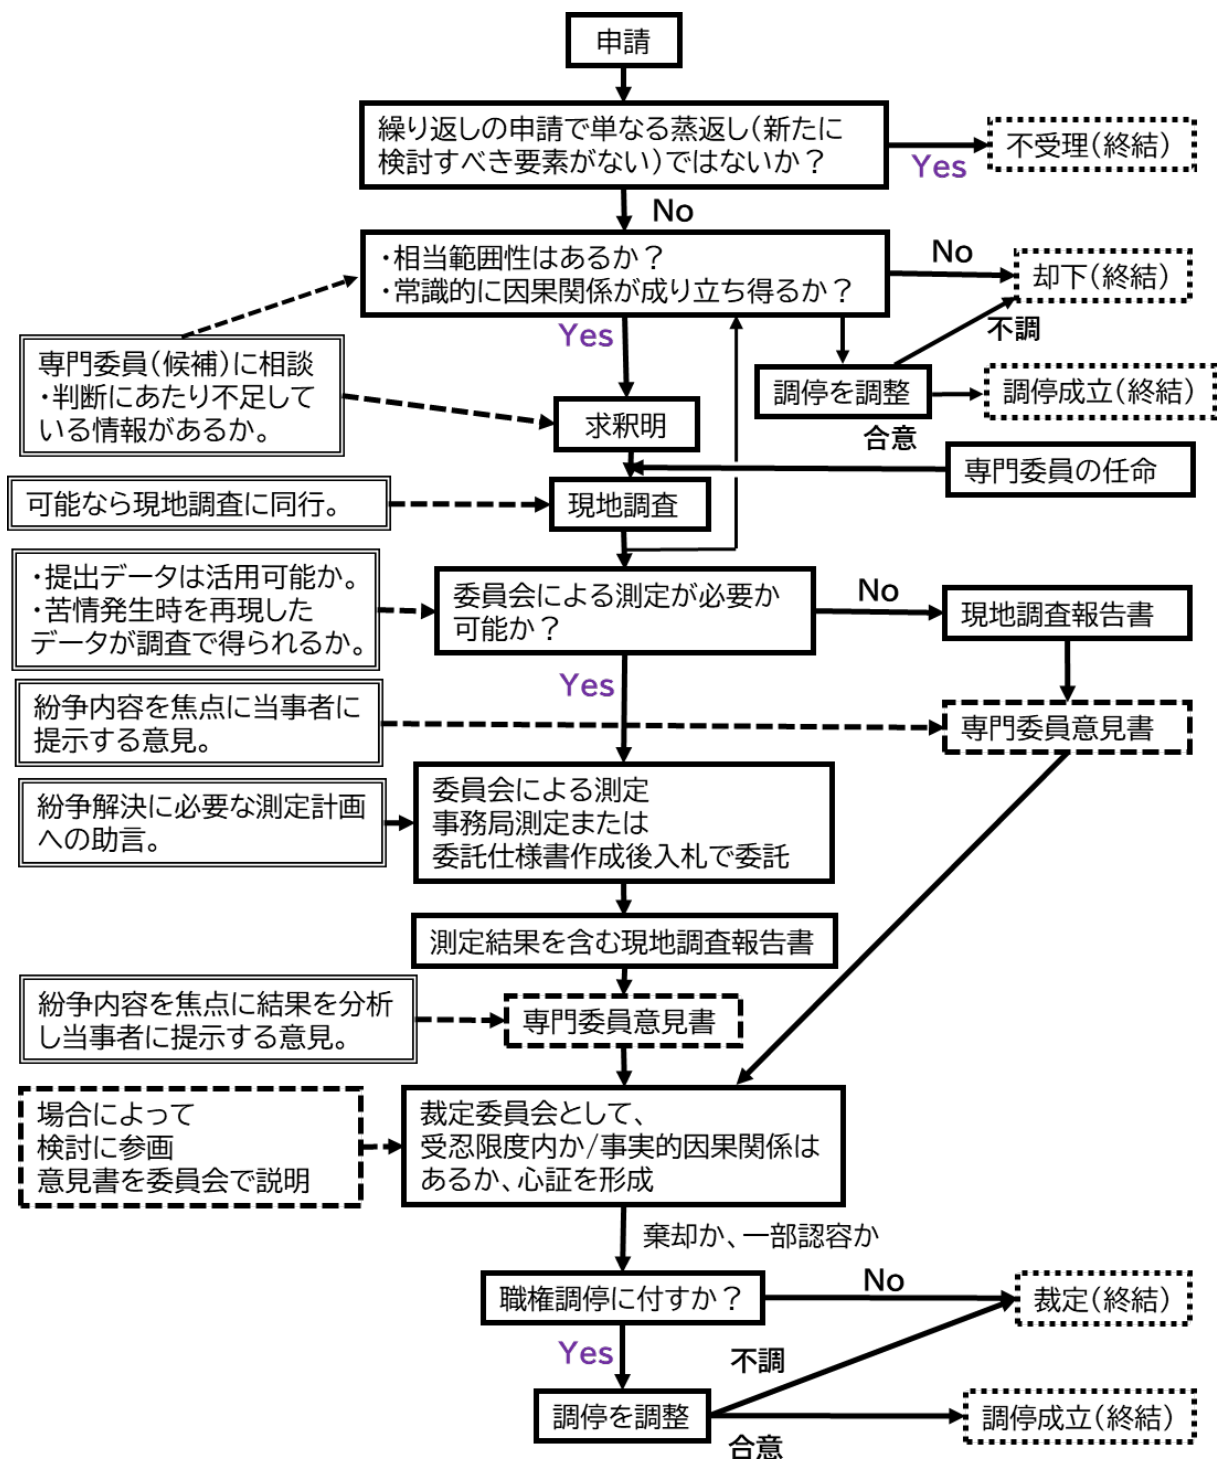 申請
繰り返しの申請で単なる蒸返し(新たに
検討すべき要素がない)ではないか？
Yes
不受理(終結)
No
・相当範囲性はあるか？
・常識的に因果関係が成り立ち得るか？
No
却下(終結)
Yes
不調
専門委員(候補)に相談
・判断にあたり不足して
いる情報があるか。
調停を調整
調停成立(終結)
合意
求釈明
専門委員の任命
可能なら現地調査に同行。
現地調査
・提出データは活用可能か。
・苦情発生時を再現した
データが調査で得られるか。
委員会による測定が必要か
可能か？
No
現地調査報告書
Yes
紛争内容を焦点に当事者に
提示する意見。
専門委員意見書
紛争解決に必要な測定計画
への助言。
委員会による測定
事務局測定または
委託仕様書作成後入札で委託
測定結果を含む現地調査報告書
紛争内容を焦点に結果を分析
し当事者に提示する意見。
専門委員意見書
場合によって
検討に参画
意見書を委員会で説明
裁定委員会として、
受忍限度内か/事実的因果関係は
あるか、心証を形成
棄却か、一部認容か
職権調停に付すか？
No
裁定(終結)
Yes
不調
調停を調整
合意
調停成立(終結)